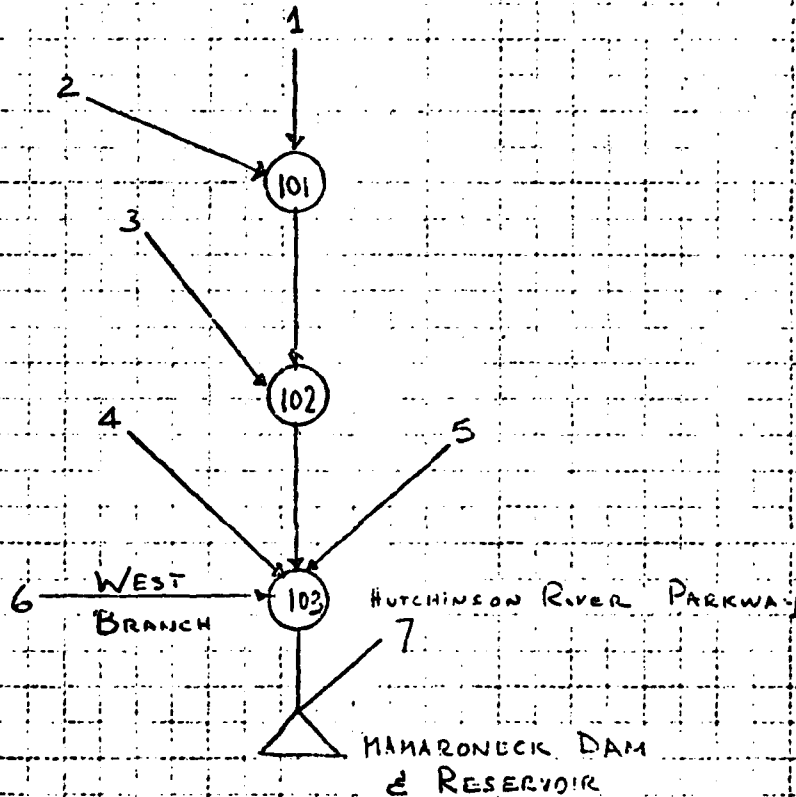 1
2
101
3
102
4
5
6 WEST BRANCH
103
HUTCHINSON RIVER PARKWAY
7
MAMARONECK DAM
& RESERVOIR